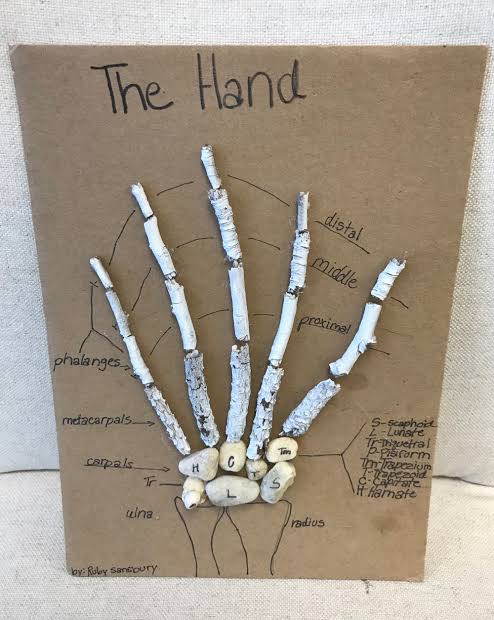 The Hand
distal
middle
proximal
phalanges
metacarpals
carpals
Tr
ulna
radius
H
C
Tm
L
S
S-scaphoid
L-Lunate
Tr-Triquetral
P-Pisiform
Tm-Trapezium
T-Trapezoid
C-Capitate
H Hamate
by: Ruby Sansbury